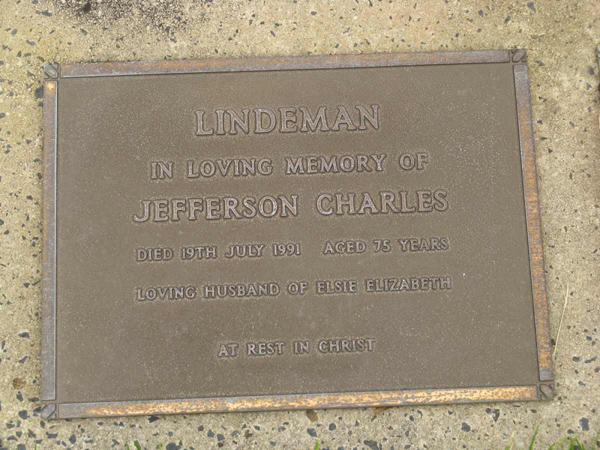 LINDEMAN
IN LOVING MEMORY OF
JEFFERSON CHARLES
DIED 19TH JULY 1991 AGED 75 YEARS
LOVING HUSBAND OF ELSIE ELIZABETH
AT REST IN CHRIST